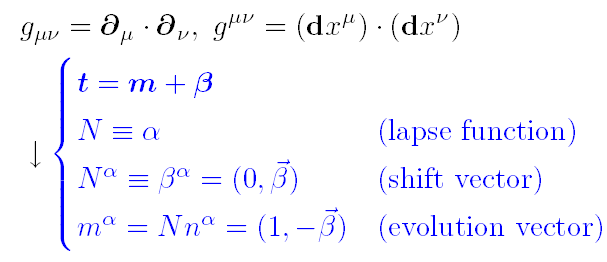 g_{μν} = ∂_μ · ∂_ν, g^{μν} = (dx^μ) · (dx^ν)
t = m + β
N ≡ α (lapse function)
↓
N^α ≡ β^α = (0, β⃗) (shift vector)
m^α = Nn^α = (1, −β⃗) (evolution vector)